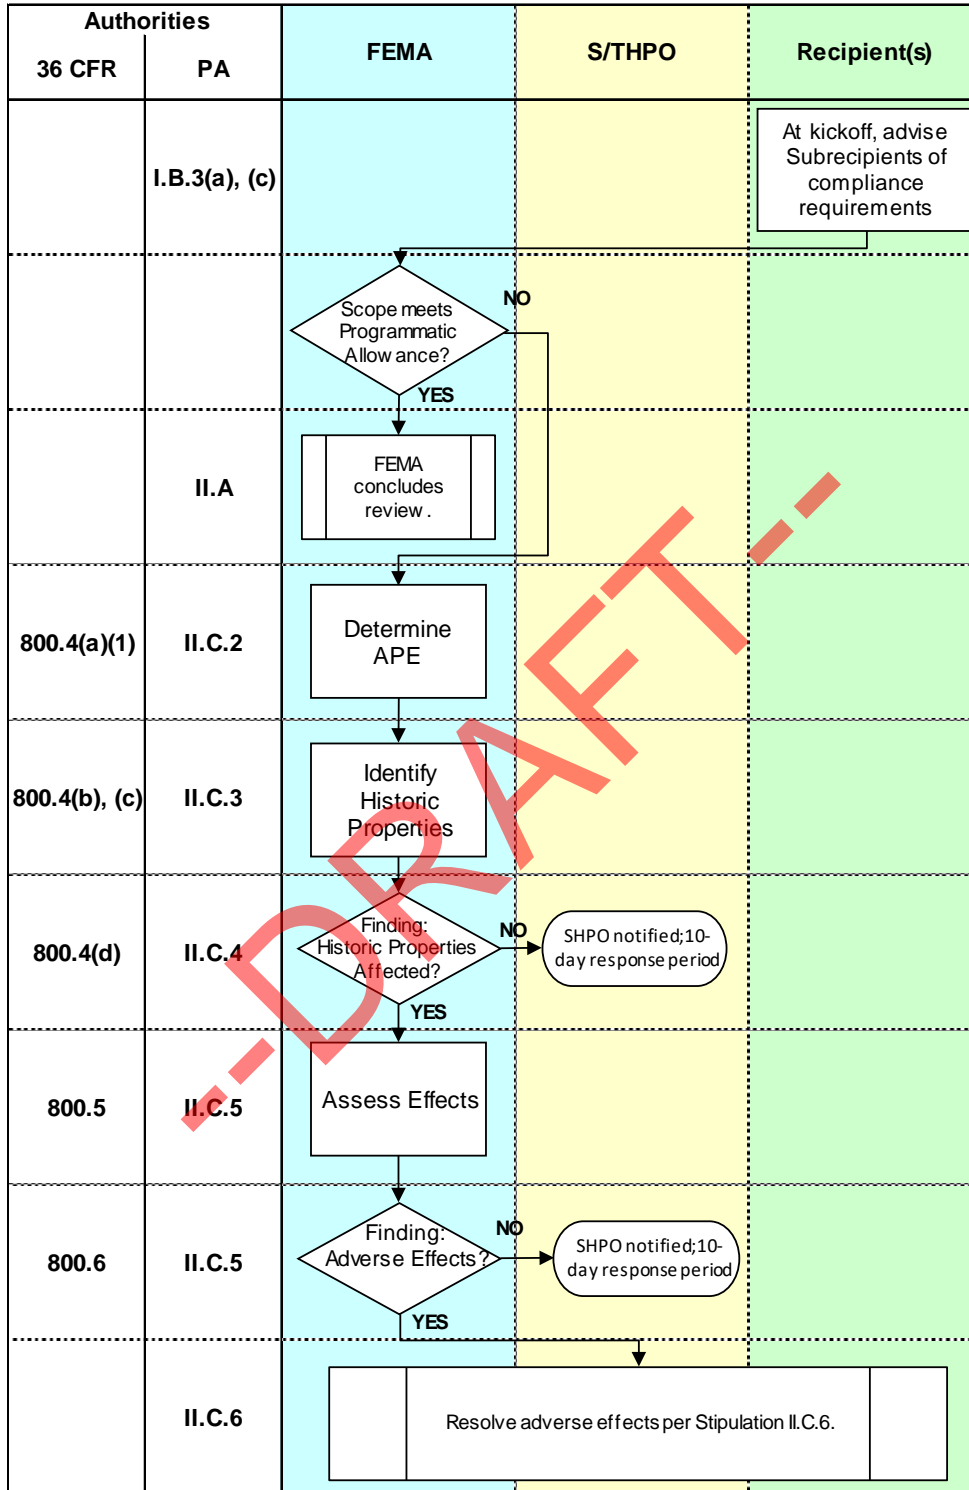 Authorities
36 CFR
PA
FEMA
S/THPO
Recipient(s)
I.B.3(a), (c)
At kickoff, advise
Subrecipients of
compliance
requirements
Scope meets
Programmatic
Allowance?
NO
YES
II.A
FEMA
concludes
review.
800.4(a)(1)
II.C.2
Determine
APE
800.4(b), (c)
II.C.3
Identify
Historic
Properties
800.4(d)
II.C.4
Finding:
Historic Properties
Affected?
NO
YES
SHPO notified;10-
day response period
800.5
II.C.5
Assess Effects
800.6
II.C.5
Finding:
Adverse Effects?
NO
YES
SHPO notified;10-
day response period
II.C.6
Resolve adverse effects per Stipulation II.C.6.
--DRAFT--